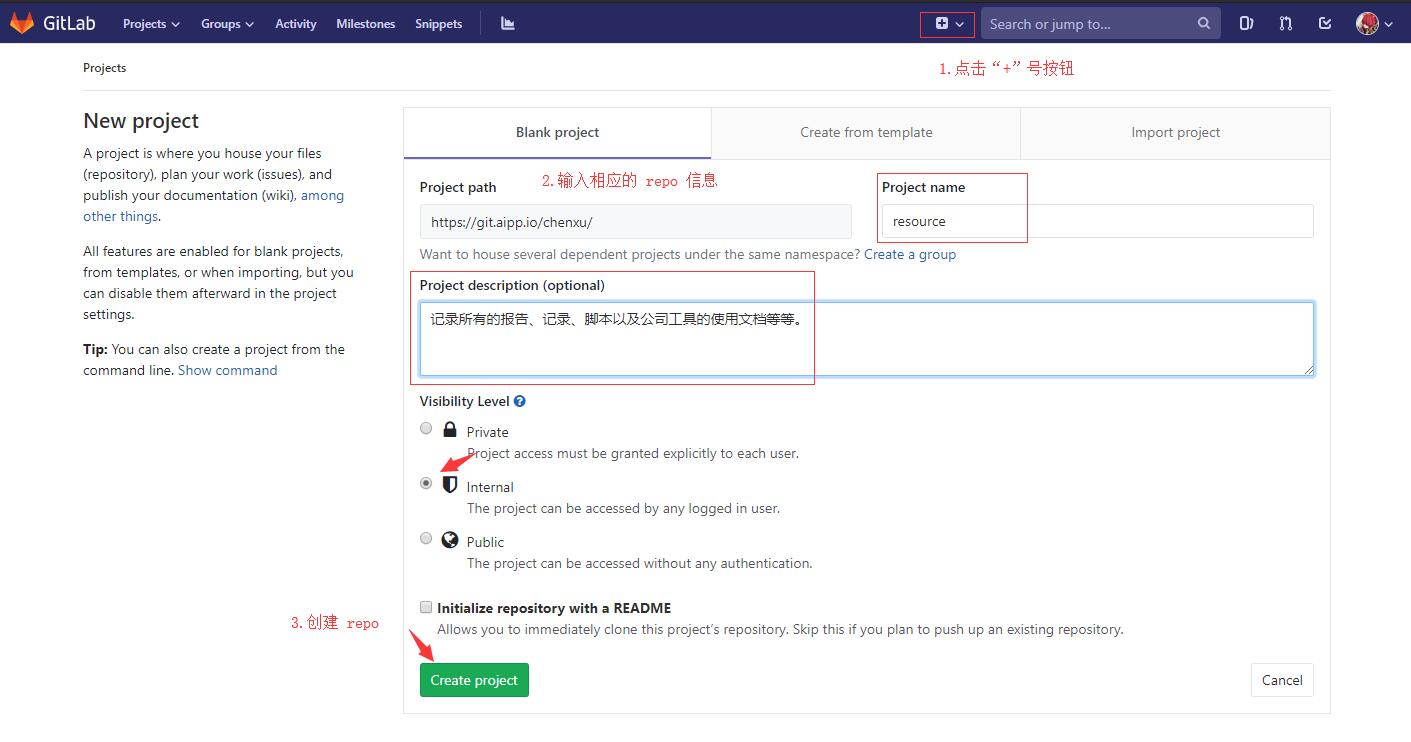 GitLab Projects Groups Activity Milestones Snippets Search or jump to...
Projects
1.点击“+”号按钮
New project
A project is where you house your files
(repository), plan your work (issues), and
publish your documentation (wiki), among
other things.
All features are enabled for blank projects,
from templates, or when importing, but you
can disable them afterward in the project
settings.
Tip: You can also create a project from the
command line. Show command
Blank project Create from template Import project
2.输入相应的 repo 信息
Project path Project name
https://git.aipp.io/chenxu/ resource
Want to house several dependent projects under the same namespace? Create a group
Project description (optional)
记录所有的报告、记录、脚本以及公司工具的使用文档等等。
Visibility Level
Private
Project access must be granted explicitly to each user.
Internal
The project can be accessed by any logged in user.
Public
The project can be accessed without any authentication.
Initialize repository with a README
Allows you to immediately clone this project’s repository. Skip this if you plan to push up an existing repository.
3.创建 repo
Create project Cancel